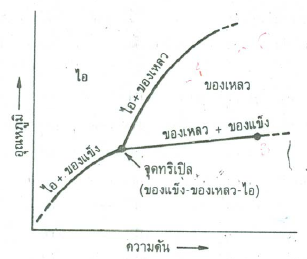 ไอ
ไอ + ของเหลว
ของเหลว
อุณหภูมิ
ไอ + ของแข็ง
ของเหลว + ของแข็ง
จุดทริเปิล
(ของแข็ง-ของเหลว-ไอ)
ความดัน